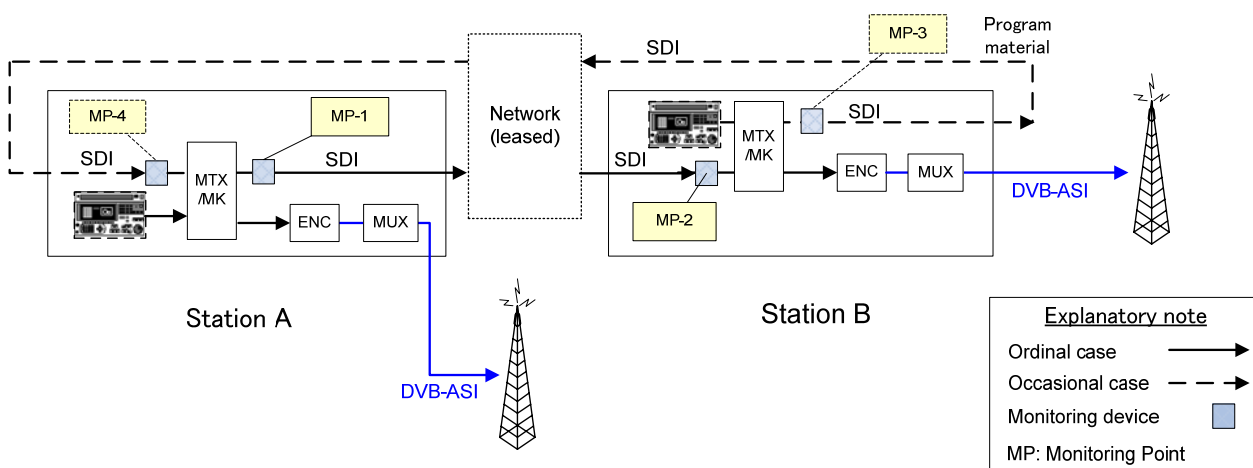 Program
material
SDI
MP-3
MP-4
MP-1
Network
(leased)
SDI
MTX
/MK
SDI
ENC
MUX
SDI
MP-2
MTX
/MK
SDI
ENC
MUX
DVB-ASI
Station A
Station B
DVB-ASI
Explanatory note
Ordinal case
Occasional case
Monitoring device
MP: Monitoring Point